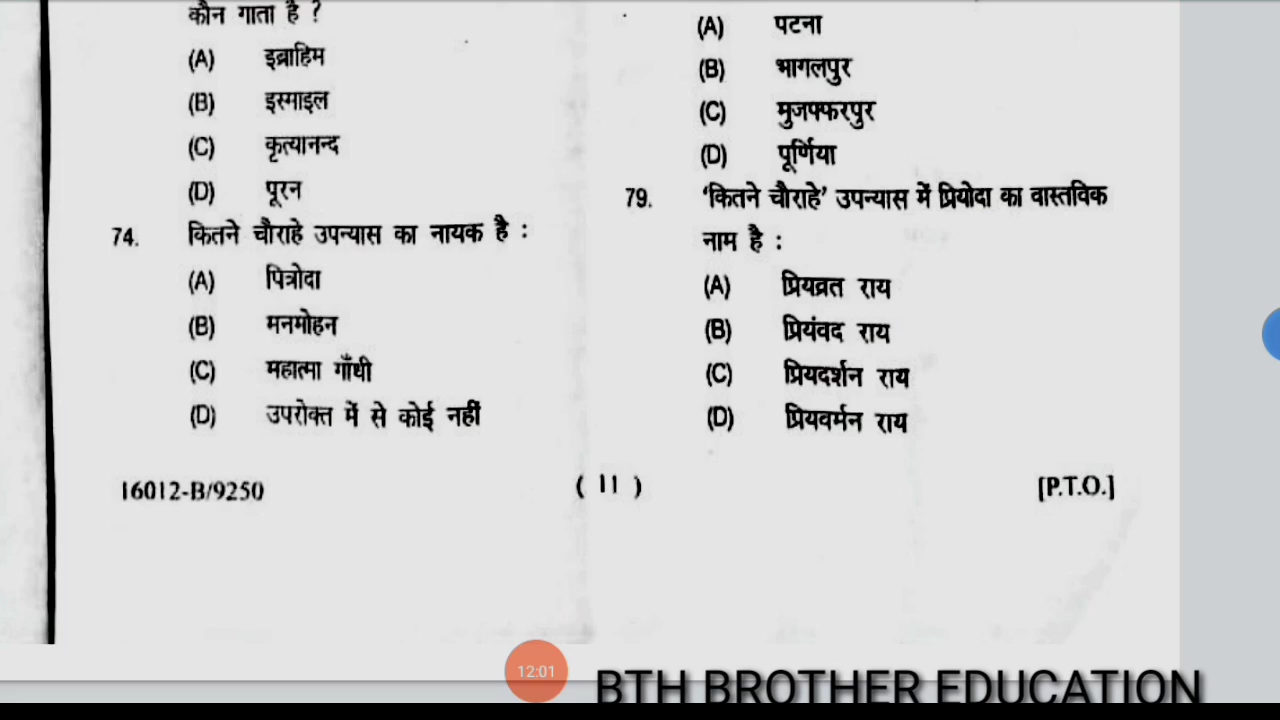 कौन गाता है ?
(A) इब्राहिम
(B) इस्माइल
(C) कृत्यानन्द
(D) पूरन
74. कितने चौराहे उपन्यास का नायक है :
(A) पित्रोदा
(B) मनमोहन
(C) महात्मा गाँधी
(D) उपरोक्त में से कोई नहीं
(A) पटना
(B) भागलपुर
(C) मुजफ्फरपुर
(D) पूर्णिया
79. ‘कितने चौराहे’ उपन्यास में प्रियोदा का वास्तविक
नाम है :
(A) प्रियव्रत राय
(B) प्रियंवद राय
(C) प्रियदर्शन राय
(D) प्रियवर्मन राय
16012-B/9250
( 11 )
[P.T.O.]
12:01
BTH BROTHER EDUCATION